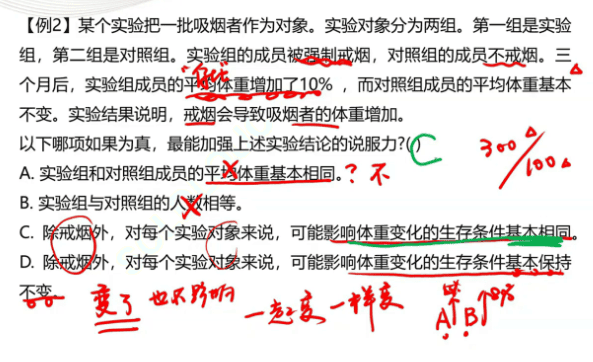 【例2】某个实验把一批吸烟者作为对象。实验对象分为两组。第一组是实验
组，第二组是对照组。实验组的成员被强制戒烟，对照组的成员不戒烟。三
个月后，实验组成员的平均体重增加了10%，而对照组成员的平均体重基本
不变。实验结果说明，戒烟会导致吸烟者的体重增加。
以下哪项如果为真，最能加强上述实验结论的说服力?()
C
300
100
A. 实验组和对照组成员的平均体重基本相同。
? 不
B. 实验组与对照组的人数相等。
C. 除戒烟外，对每个实验对象来说，可能影响体重变化的生存条件基本相同。
D. 除戒烟外，对每个实验对象来说，可能影响体重变化的生存条件基本保持
不变
变了 也不影响
一起变 一样变
A B